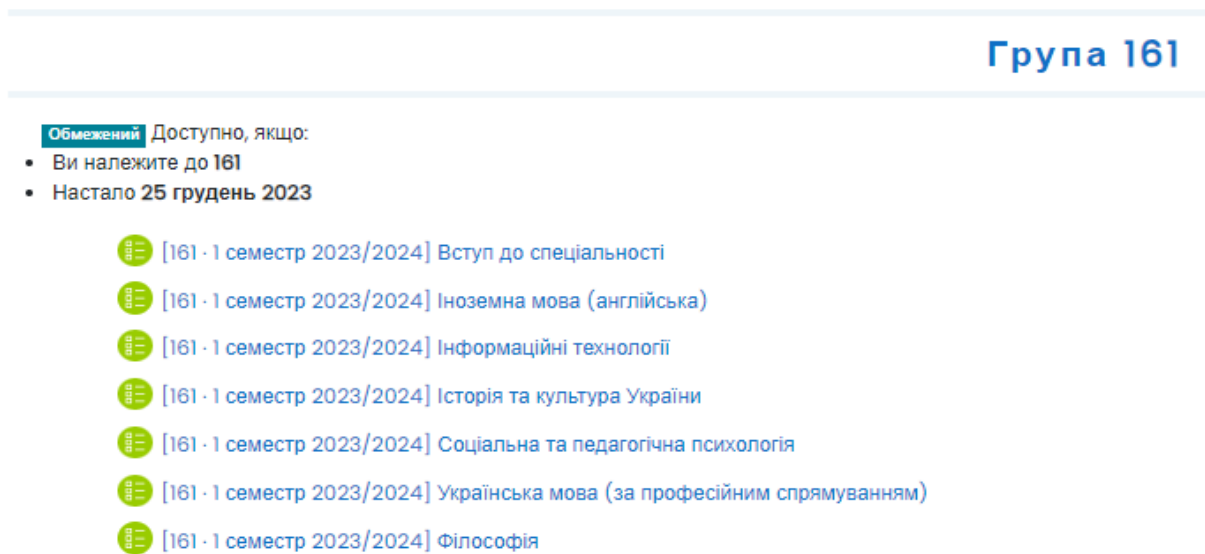 Група 161
Обмежений Доступно, якщо:
• Ви належите до 161
• Настало 25 грудень 2023
[161 · 1 семестр 2023/2024] Вступ до спеціальності
[161 · 1 семестр 2023/2024] Іноземна мова (англійська)
[161 · 1 семестр 2023/2024] Інформаційні технології
[161 · 1 семестр 2023/2024] Історія та культура України
[161 · 1 семестр 2023/2024] Соціальна та педагогічна психологія
[161 · 1 семестр 2023/2024] Українська мова (за професійним спрямуванням)
[161 · 1 семестр 2023/2024] Філософія